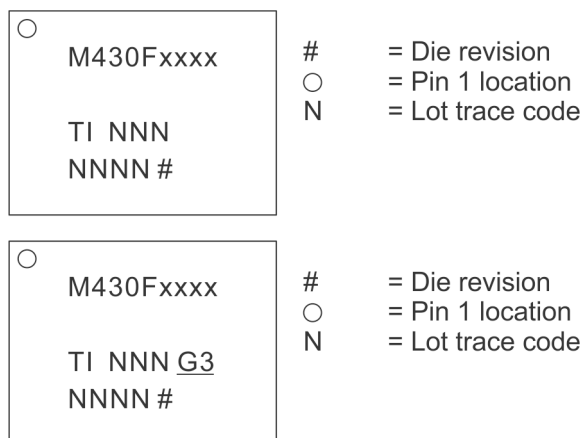 M430Fxxxx
TI NNN
NNNN #
# = Die revision
○ = Pin 1 location
N = Lot trace code
M430Fxxxx
TI NNN G3
NNNN #
# = Die revision
○ = Pin 1 location
N = Lot trace code